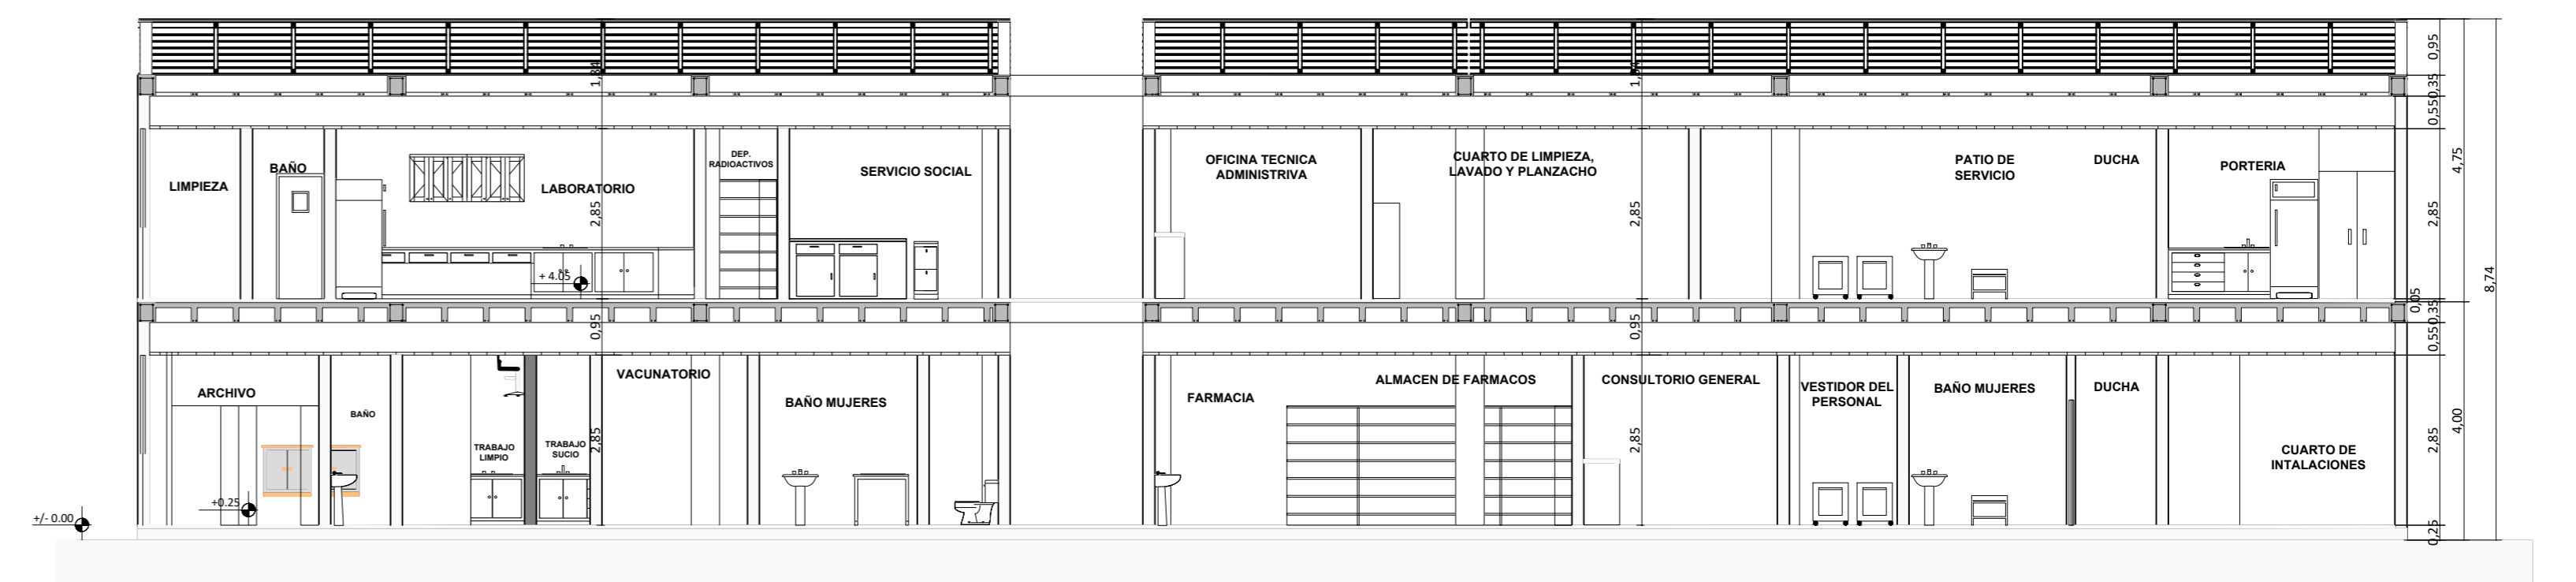 1,84
1,84
0,95
0,35
0,55
DEP.
RADIOACTIVOS
BAÑO
LIMPIEZA
LABORATORIO
SERVICIO SOCIAL
OFICINA TECNICA
ADMINISTRIVA
CUARTO DE LIMPIEZA,
LAVADO Y PLANZACHO
PATIO DE
SERVICIO
DUCHA
PORTERIA
4,75
2,85
2,85
2,85
+ 4.05
8,74
0,05
0,95
0,95
0,35
0,55
VACUNATORIO
ARCHIVO
BAÑO
BAÑO MUJERES
TRABAJO
LIMPIO
TRABAJO
SUCIO
FARMACIA
ALMACEN DE FARMACOS
CONSULTORIO GENERAL
VESTIDOR DEL
PERSONAL
BAÑO MUJERES
DUCHA
CUARTO DE
INTALACIONES
4,00
2,85
2,85
2,85
+0.25
+/- 0.00
0,25